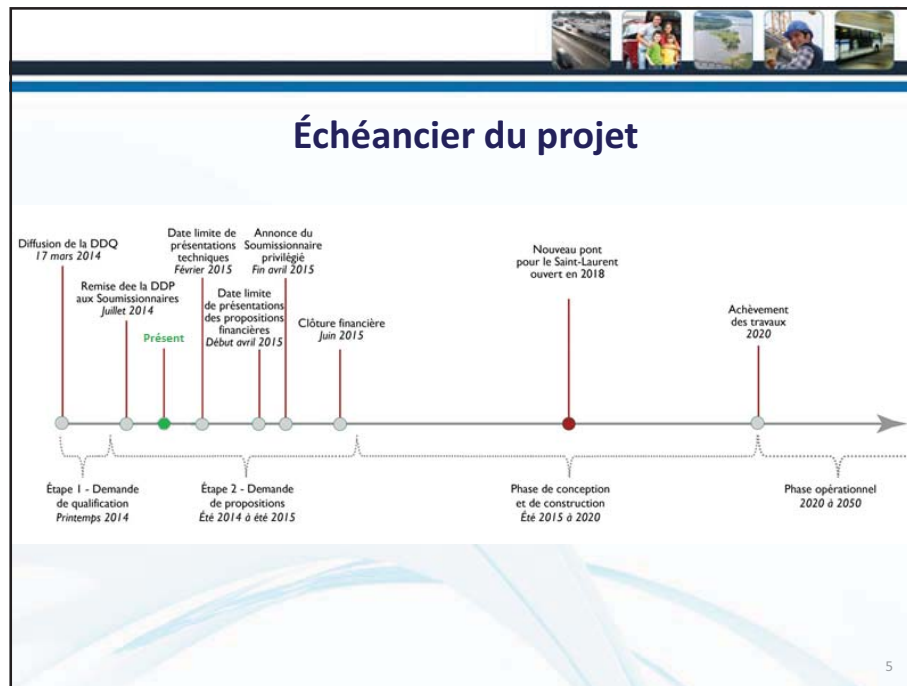 Échéancier du projet
Diffusion de la DDQ
17 mars 2014
Remise dee la DDP
aux Soumissionnaires
Juillet 2014
Présent
Date limite de
présentations
techniques
Février 2015
Date limite
de présentations
des propositions
financières
Début avril 2015
Annonce du
Soumissionnaire
privilégié
Fin avril 2015
Clôture financière
Juin 2015
Nouveau pont
pour le Saint-Laurent
ouvert en 2018
Achèvement
des travaux
2020
Étape 1 - Demande
de qualification
Printemps 2014
Étape 2 - Demande
de propositions
Été 2014 à été 2015
Phase de conception
et de construction
Été 2015 à 2020
Phase opérationnel
2020 à 2050
5